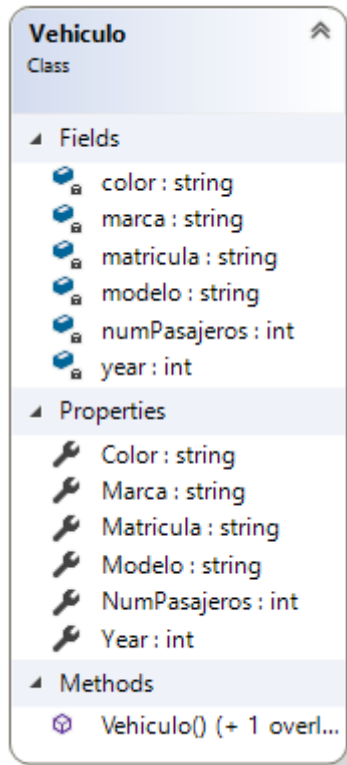 Vehiculo
Class
Fields
color : string
marca : string
matricula : string
modelo : string
numPasajeros : int
year : int
Properties
Color : string
Marca : string
Matricula : string
Modelo : string
NumPasajeros : int
Year : int
Methods
Vehiculo() (+ 1 overl...